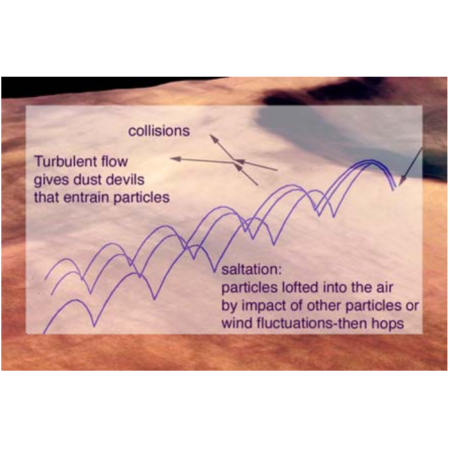 collisions
Turbulent flow
gives dust devils
that entrain particles
saltation:
particles lofted into the air
by impact of other particles or
wind fluctuations-then hops